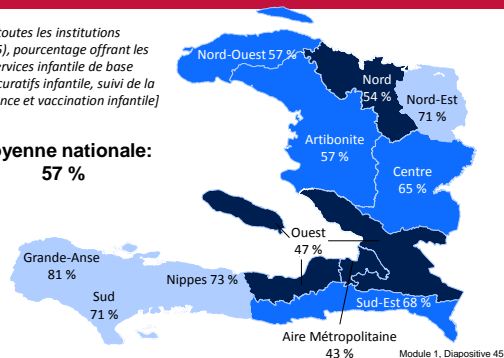 toutes les institutions
), pourcentage offrant les
ervices infantile de base
curatifs infantile, suivi de la
nce et vaccination infantile]
yenne nationale:
57 %
Nord-Ouest 57 %
Nord
54 %
Nord-Est
71 %
Artibonite
57 %
Centre
65 %
Ouest
47 %
Grande-Anse
81 %
Nippes 73 %
Sud
71 %
Sud-Est 68 %
Aire Métropolitaine
43 %
Module 1, Diapositive 45